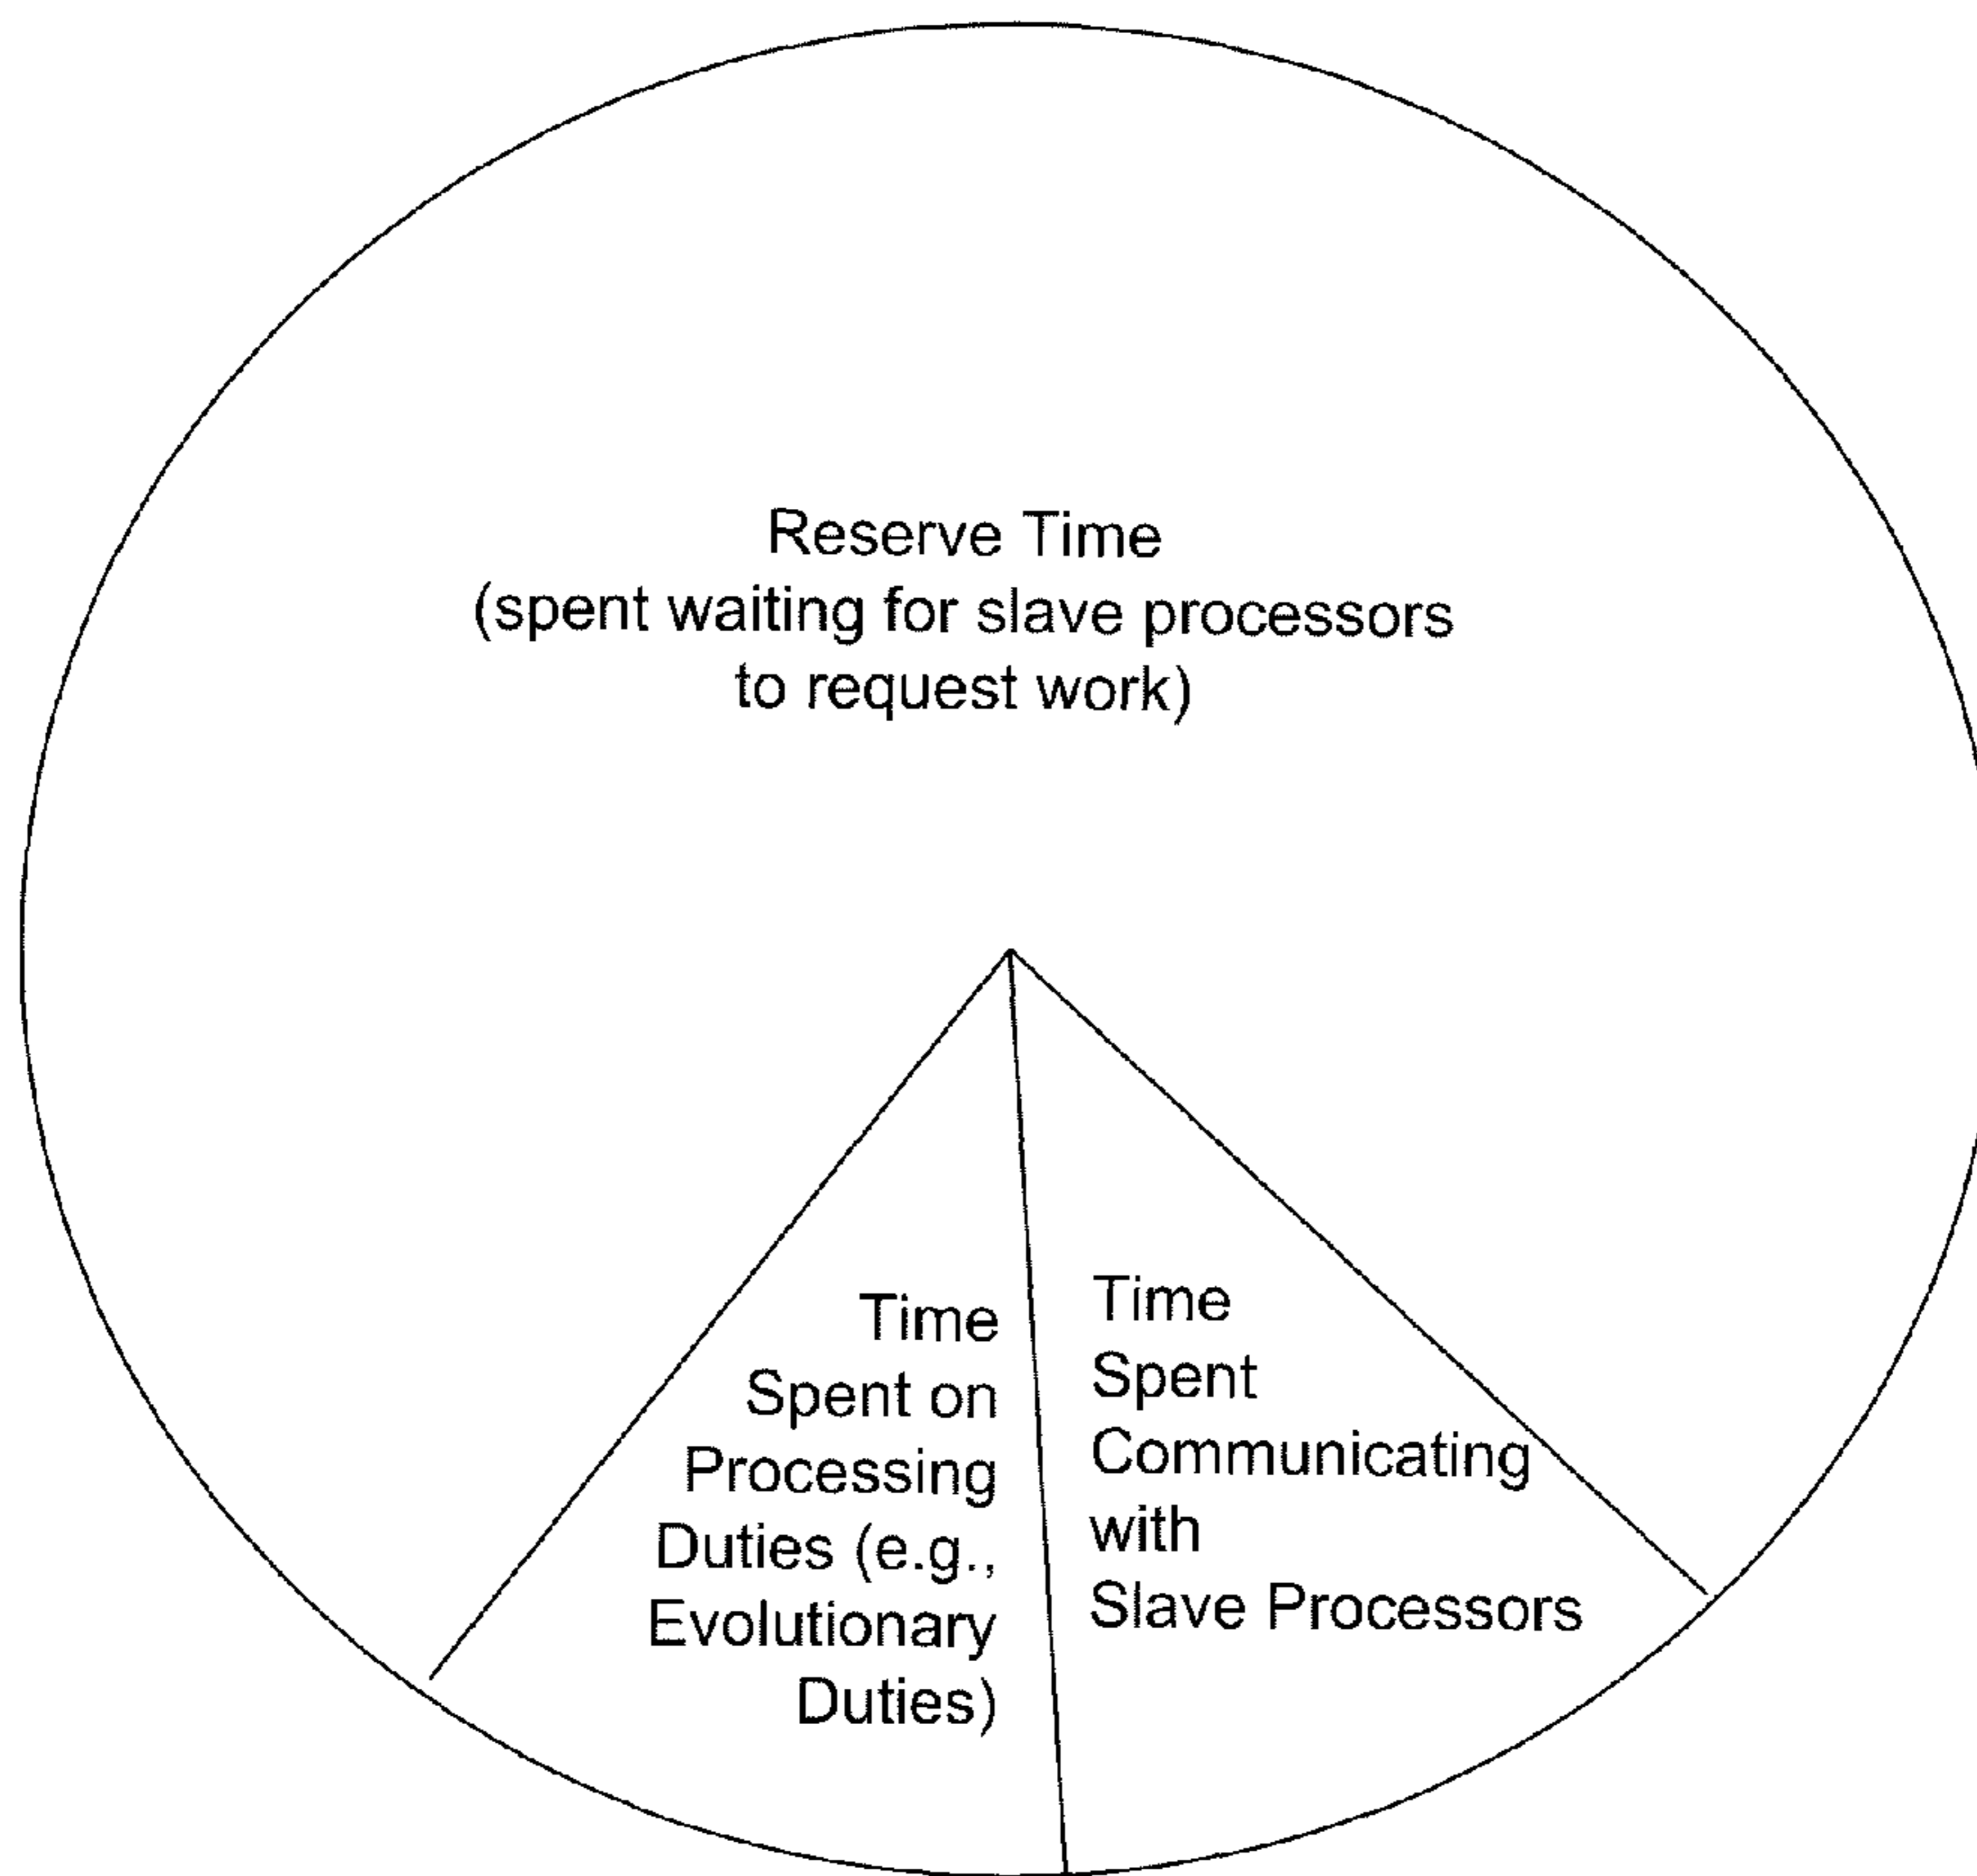 Reserve Time
(spent waiting for slave processors
to request work)
Time
Spent on
Processing
Duties (e.g.,
Evolutionary
Duties)
Time
Spent
Communicating
with
Slave Processors